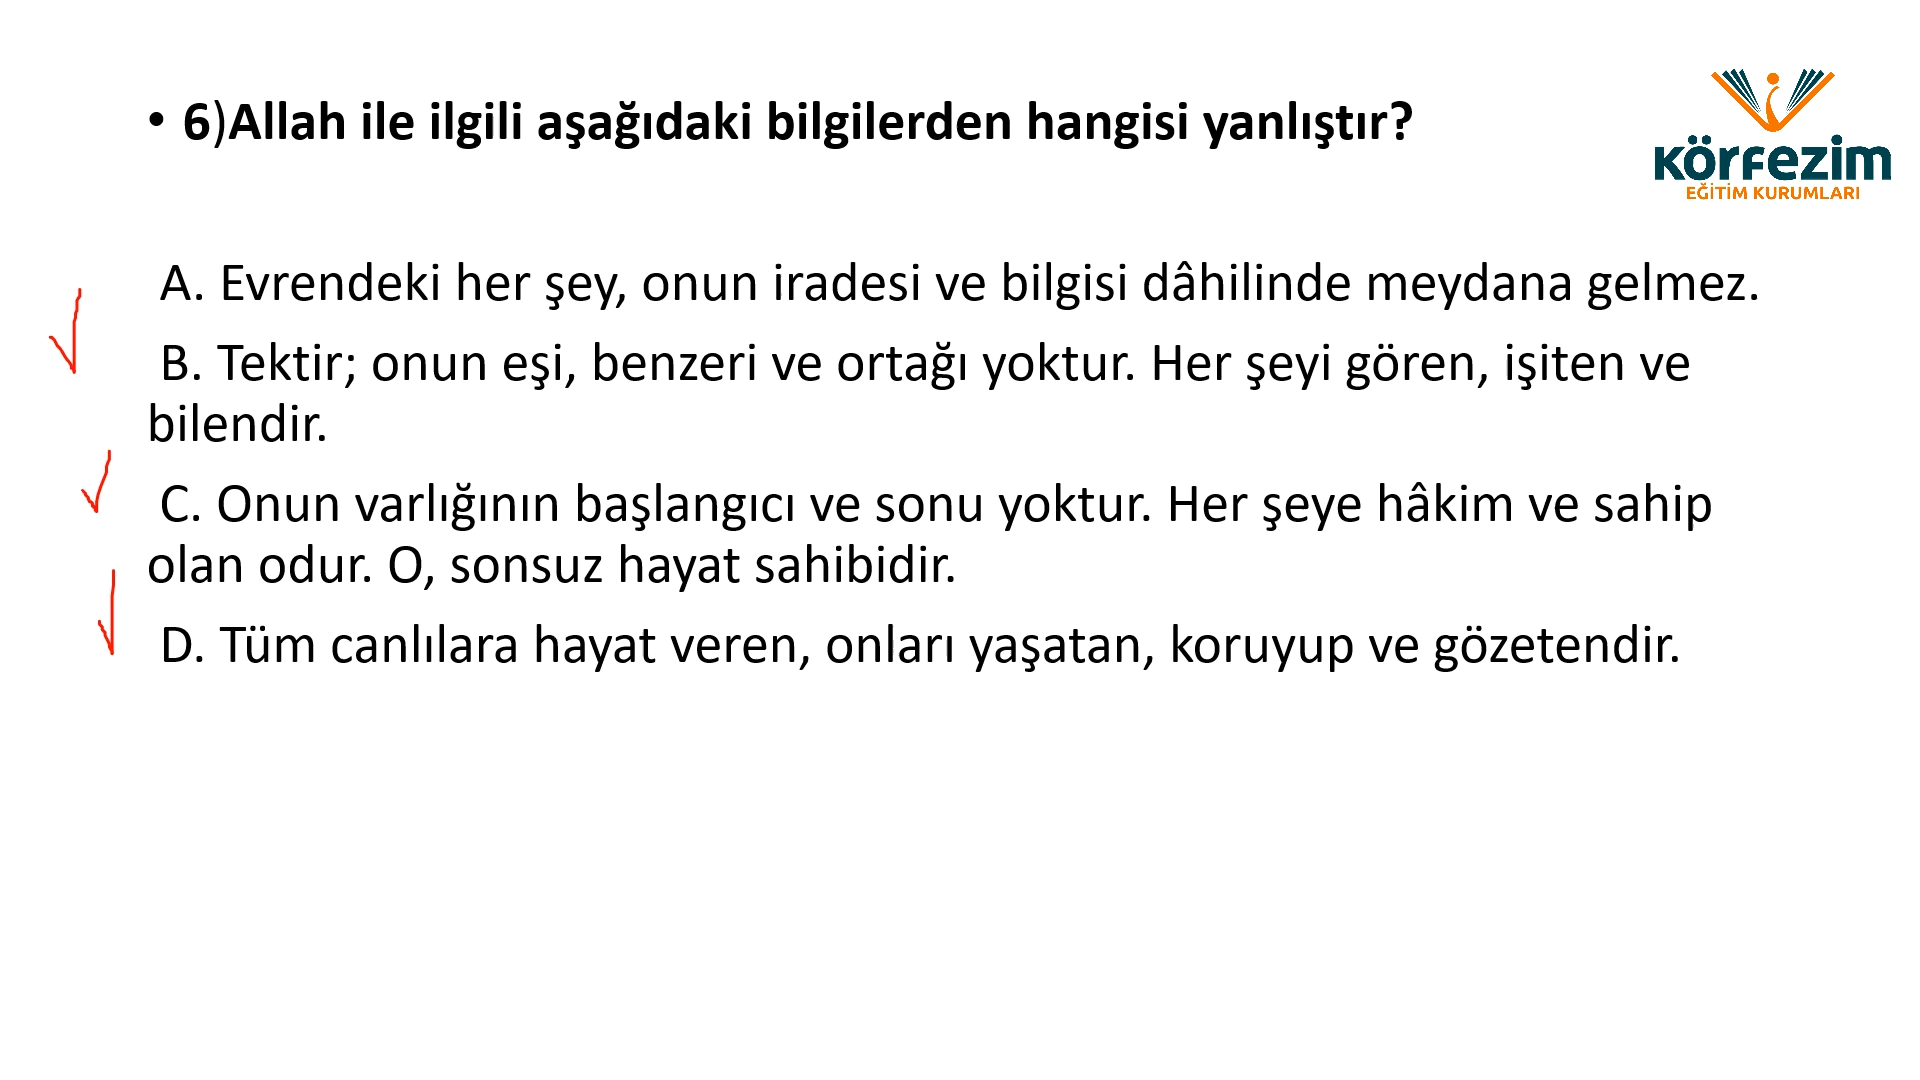 • 6)Allah ile ilgili aşağıdaki bilgilerden hangisi yanlıştır?
körfezim
EĞİTİM KURUMLARI
A. Evrendeki her şey, onun iradesi ve bilgisi dâhilinde meydana gelmez.
B. Tektir; onun eşi, benzeri ve ortağı yoktur. Her şeyi gören, işiten ve
bilendir.
C. Onun varlığının başlangıcı ve sonu yoktur. Her şeye hâkim ve sahip
olan odur. O, sonsuz hayat sahibidir.
D. Tüm canlılara hayat veren, onları yaşatan, koruyup ve gözetendir.